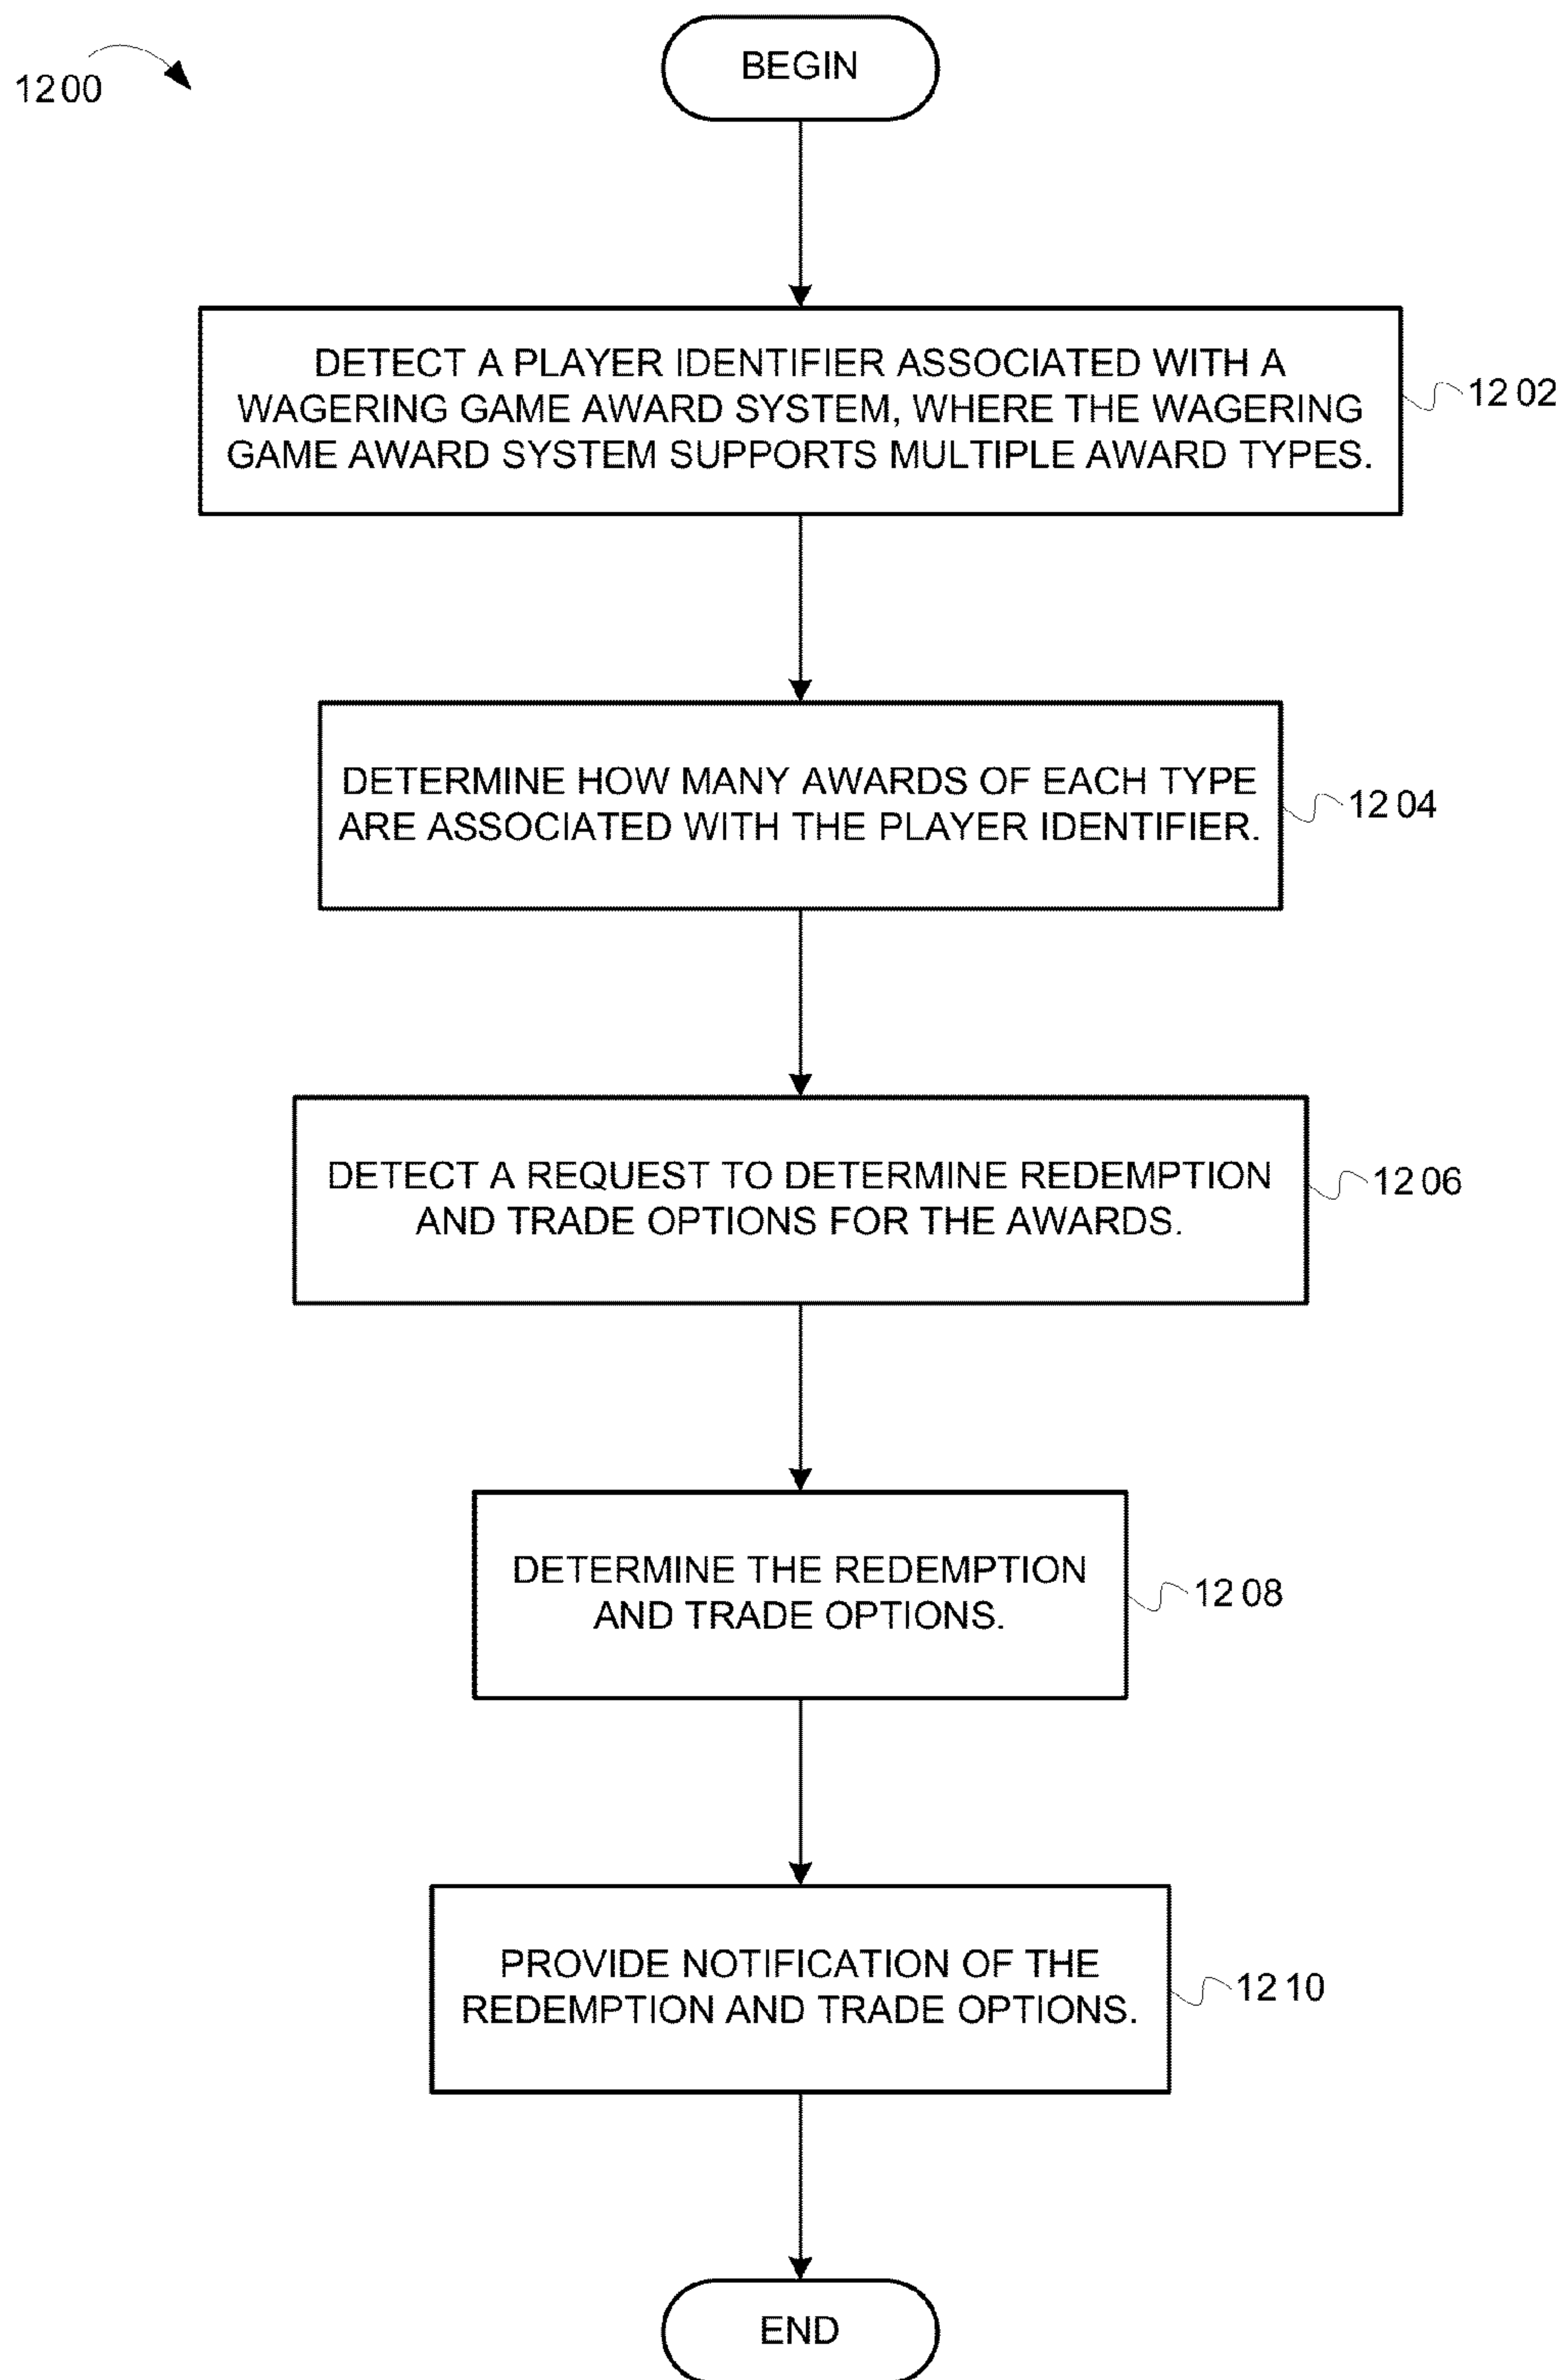 1200
BEGIN
DETECT A PLAYER IDENTIFIER ASSOCIATED WITH A
WAGERING GAME AWARD SYSTEM, WHERE THE WAGERING
GAME AWARD SYSTEM SUPPORTS MULTIPLE AWARD TYPES.
1202
DETERMINE HOW MANY AWARDS OF EACH TYPE
ARE ASSOCIATED WITH THE PLAYER IDENTIFIER.
1204
DETECT A REQUEST TO DETERMINE REDEMPTION
AND TRADE OPTIONS FOR THE AWARDS.
1206
DETERMINE THE REDEMPTION
AND TRADE OPTIONS.
1208
PROVIDE NOTIFICATION OF THE
REDEMPTION AND TRADE OPTIONS.
1210
END